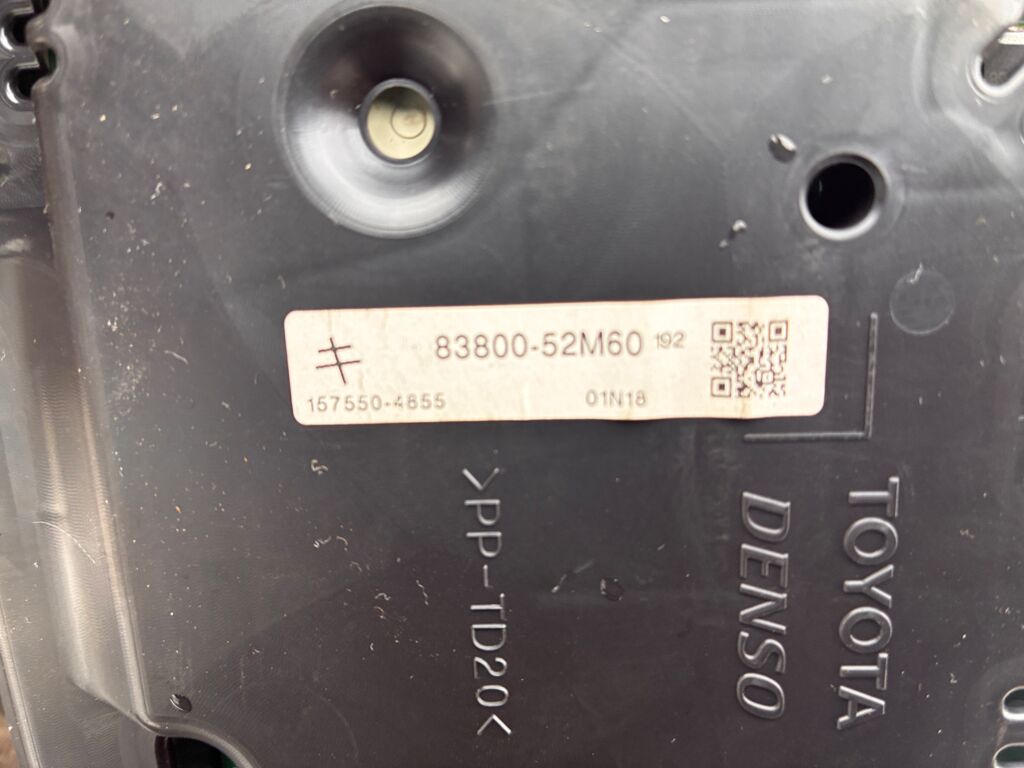 キ
83800-52M60 192
157550-4855
01N18
>PP-TD20<
DENSO
TOYOTA